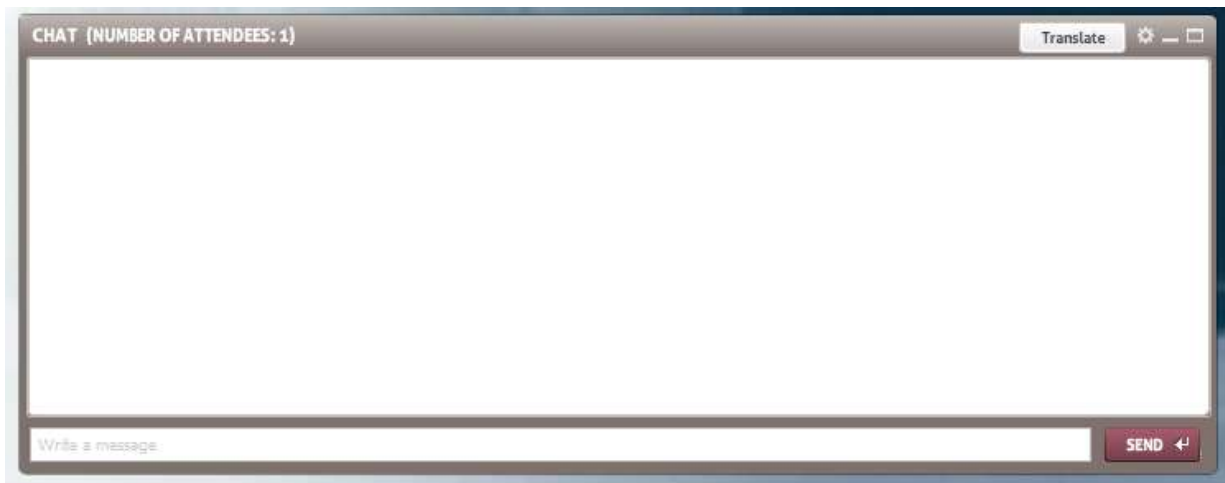 CHAT (NUMBER OF ATTENDEES: 1)
Translate
Write a message
SEND